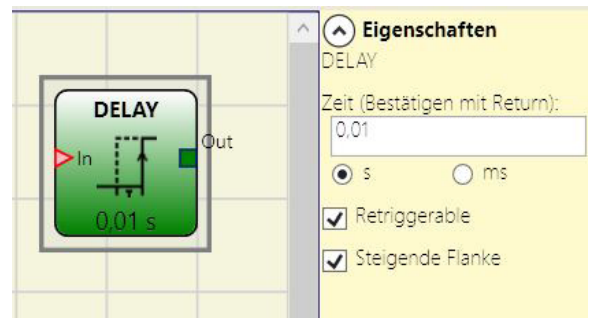 DELAY
In
Out
0,01 s
Eigenschaften
DELAY
Zeit (Bestätigen mit Return):
0,01
s
ms
Retriggerable
Steigende Flanke